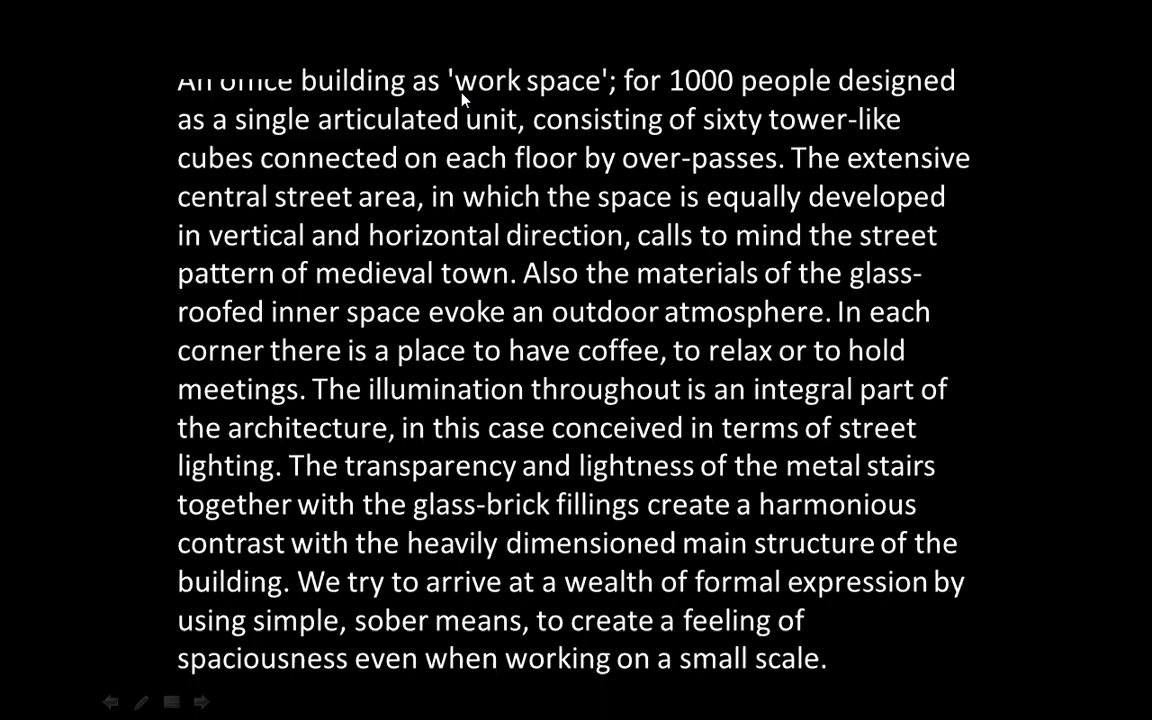 An office building as 'work space'; for 1000 people designed
as a single articulated unit, consisting of sixty tower-like
cubes connected on each floor by over-passes. The extensive
central street area, in which the space is equally developed
in vertical and horizontal direction, calls to mind the street
pattern of medieval town. Also the materials of the glass-
roofed inner space evoke an outdoor atmosphere. In each
corner there is a place to have coffee, to relax or to hold
meetings. The illumination throughout is an integral part of
the architecture, in this case conceived in terms of street
lighting. The transparency and lightness of the metal stairs
together with the glass-brick fillings create a harmonious
contrast with the heavily dimensioned main structure of the
building. We try to arrive at a wealth of formal expression by
using simple, sober means, to create a feeling of
spaciousness even when working on a small scale.